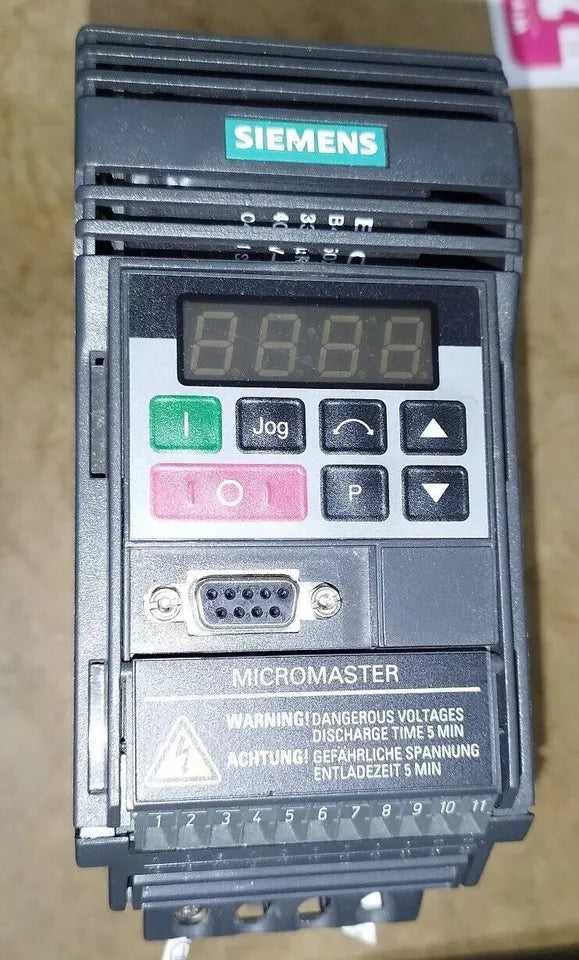 SIEMENS
I
Jog
O
P
MICROMASTER
WARNING! DANGEROUS VOLTAGES
DISCHARGE TIME 5 MIN
ACHTUNG! GEFÄHRLICHE SPANNUNG
ENTLADEZEIT 5 MIN
1 2 3 4 5 6 7 8 9 10 11